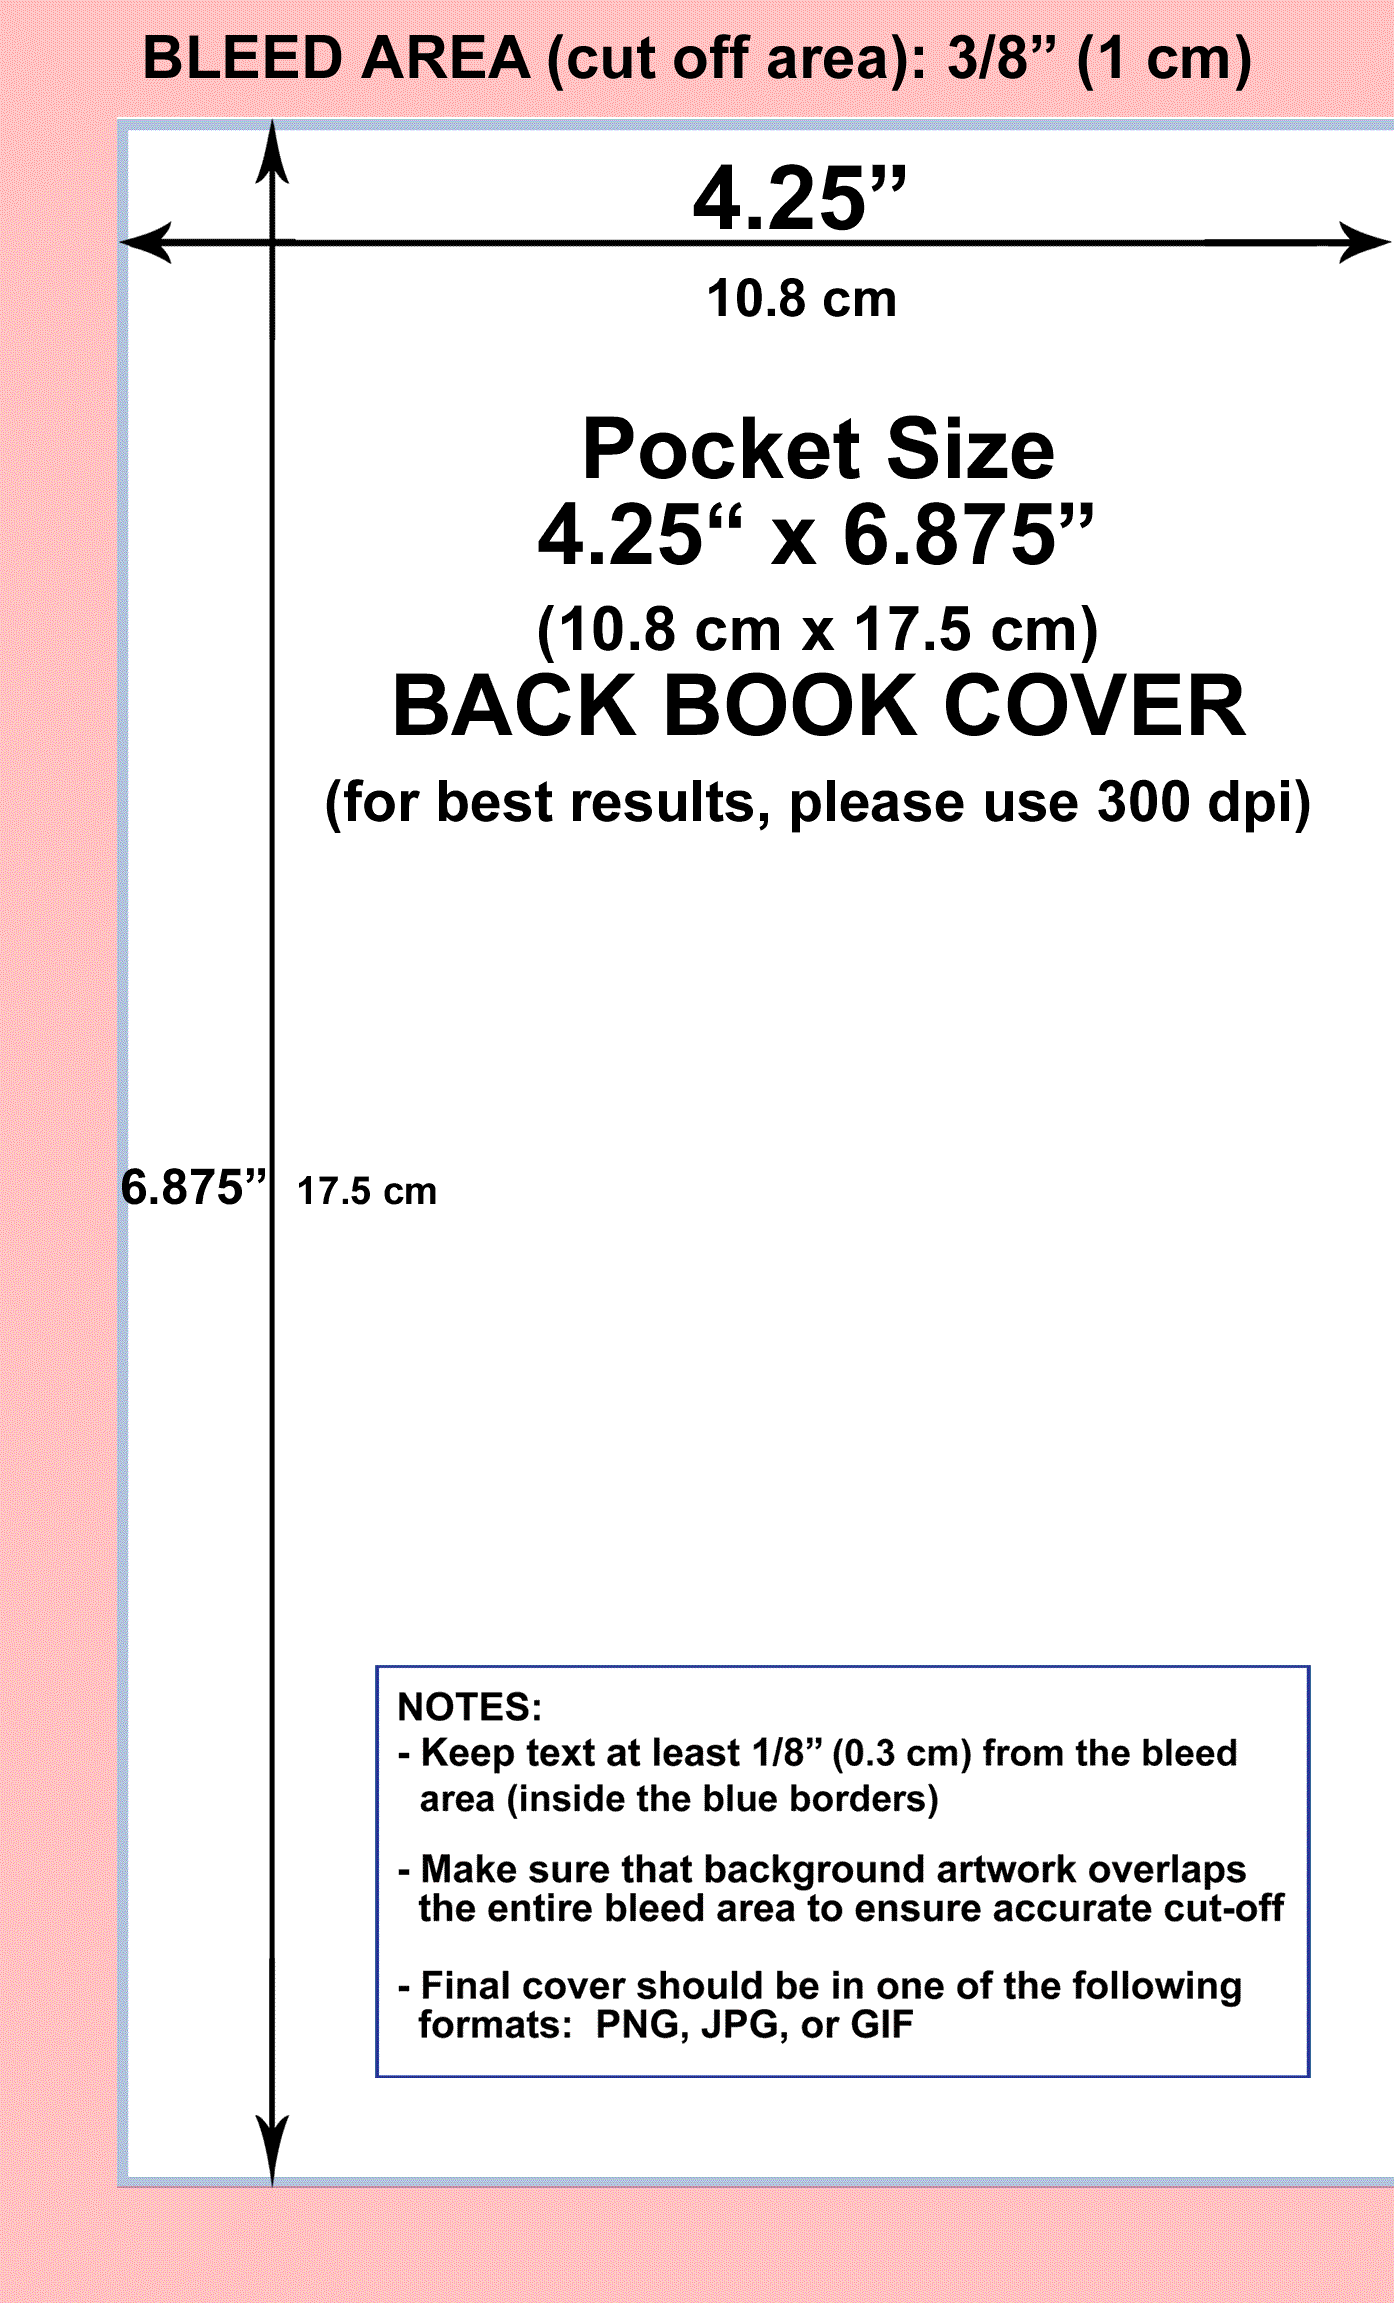 BLEED AREA (cut off area): 3/8” (1 cm)
4.25”
10.8 cm
Pocket Size
4.25“ x 6.875”
(10.8 cm x 17.5 cm)
BACK BOOK COVER
(for best results, please use 300 dpi)
6.875” 17.5 cm
NOTES:
- Keep text at least 1/8” (0.3 cm) from the bleed
area (inside the blue borders)
- Make sure that background artwork overlaps
the entire bleed area to ensure accurate cut-off
- Final cover should be in one of the following
formats:  PNG, JPG, or GIF